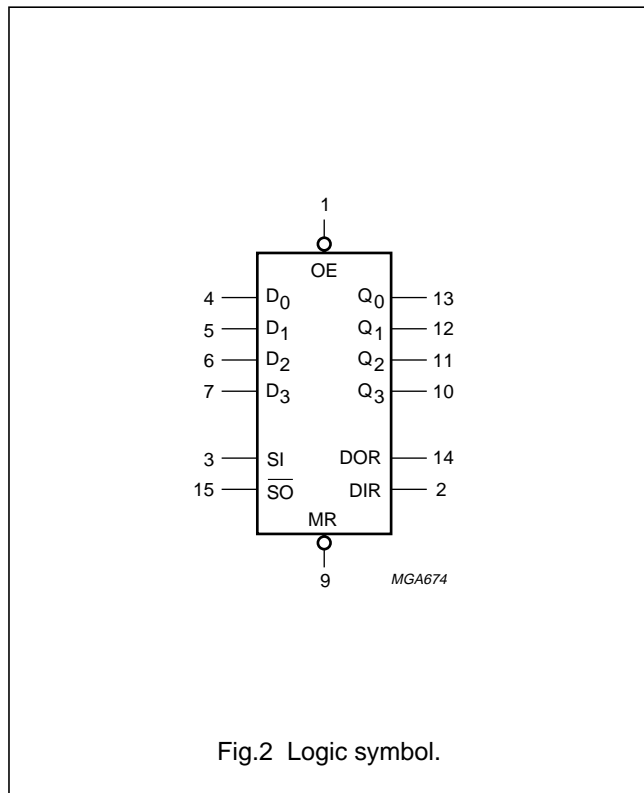 1
OE
4 D0 Q0 13
5 D1 Q1 12
6 D2 Q2 11
7 D3 Q3 10
3 SI DOR 14
15 S̅O̅ DIR 2
MR
9 MGA674
Fig.2 Logic symbol.